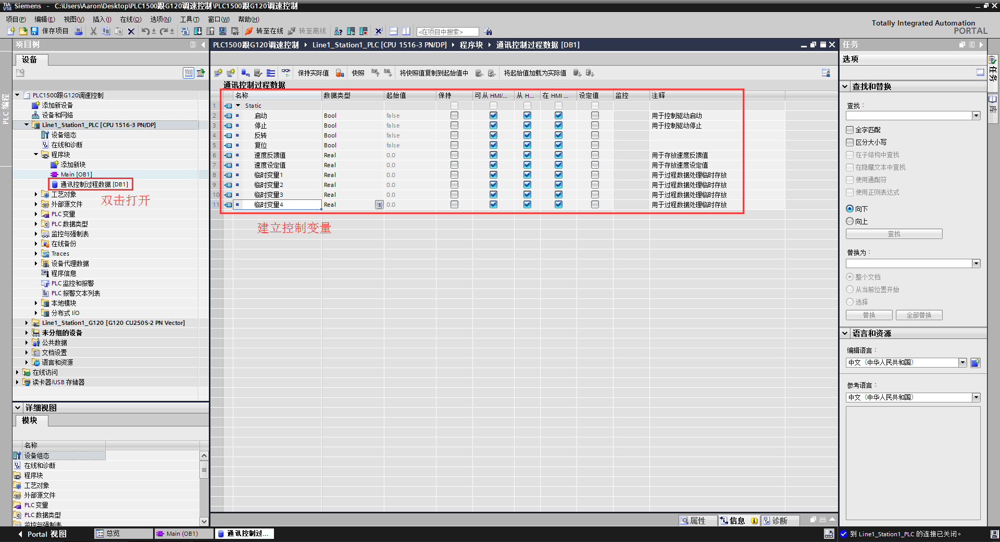 Siemens - C:\Users\Aaron\Desktop\PLC1500跟G120调速控制\PLC1500跟G120调速控制
项目(P) 编辑(E) 视图(V) 插入(I) 在线(O) 选项(N) 工具(T) 窗口(W) 帮助(H)
Totally Integrated Automation
PORTAL
保存项目 转至在线 转至离线 <在项目中搜索>
项目树
PLC1500跟G120调速控制 Line1_Station1_PLC [CPU 1516-3 PN/DP] 程序块 通讯控制过程数据 [DB1]
任务
设备
选项
保持实际值 快照 将快照值复制到起始值中 将起始值加载为实际值
PLC 编程
PLC1500跟G120调速控制
添加新设备
设备和网络
Line1_Station1_PLC [CPU 1516-3 PN/DP]
设备组态
在线和诊断
程序块
添加新块
Main [OB1]
通讯控制过程数据 [DB1]
双击打开
工艺对象
外部源文件
PLC 变量
PLC 数据类型
监控与强制表
在线备份
Traces
设备代理数据
程序信息
PLC 监控和报警
PLC 报警文本列表
本地模块
分布式 I/O
Line1_Station1_G120 [G120 CU250S-2 PN Vector]
未分组的设备
公共数据
文档设置
语言和资源
在线访问
读卡器/USB 存储器
详细视图
模块
名称
设备组态
在线和诊断
程序块
工艺对象
外部源文件
PLC 变量
PLC 数据类型
监控与强制表
通讯控制过程数据
名称 数据类型 起始值 保持 可从 HMI/... 从 H... 在 HMI ... 设定值 监控 注释
1 Static
2 启动 Bool false 用于控制驱动启动
3 停止 Bool false 用于控制驱动停止
4 反转 Bool false
5 复位 Bool false
6 速度反馈值 Real 0.0 用于存放速度反馈值
7 速度设定值 Real 0.0 用于存放速度设定值
8 临时变量1 Real 0.0 用于过程数据处理临时存放
9 临时变量2 Real 0.0 用于过程数据处理临时存放
10 临时变量3 Real 0.0 用于过程数据处理临时存放
11 临时变量4 Real 0.0 用于过程数据处理临时存放
建立控制变量
查找和替换
查找：
全字匹配
区分大小写
在子结构中查找
在隐藏文本中查找
使用通配符
使用正则表达式
向下
向上
查找
替换为：
整个文档
从当前位置开始
选择
替换 全部替换
语言和资源
编辑语言：
中文（中华人民共和国）
参考语言：
中文（中华人民共和国）
任务
库
属性 信息 诊断
Portal 视图 总览 Main (OB1) 通讯控制过... 到 Line1_Station1_PLC 的连接已关闭。